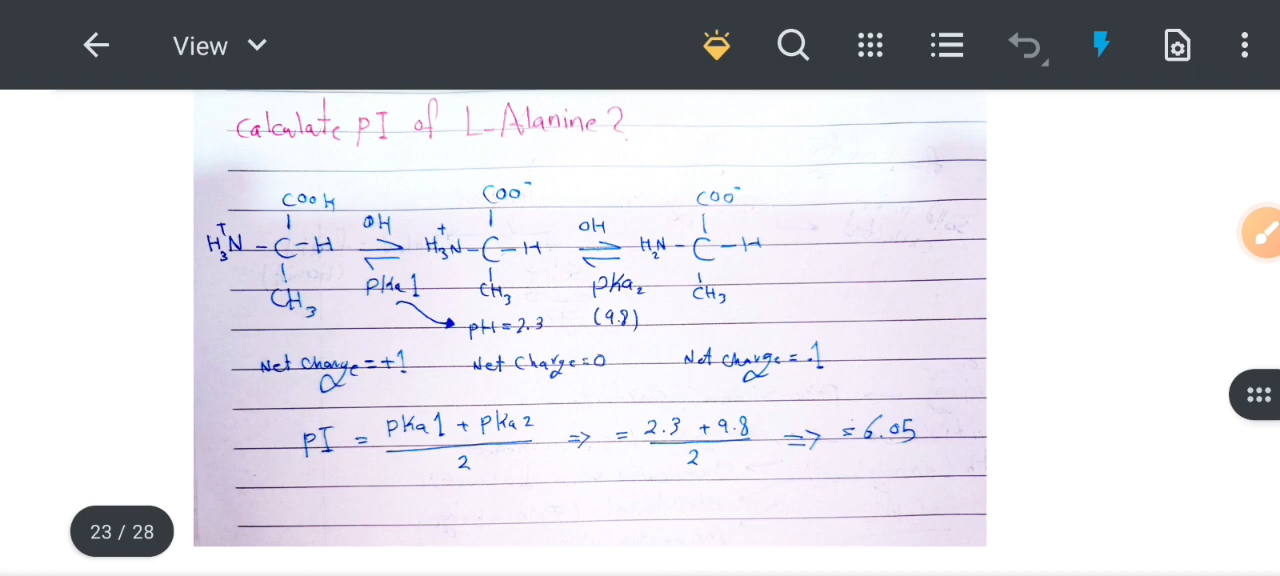 View
calculate pI of L-Alanine?
COOH COO⁻ COO⁻
H₃N⁺ - C - H OH H₃N⁺ - C - H OH H₂N - C - H
CH₃ pKa1 CH₃ pKa₂ CH₃
pH = 2.3 (9.8)
Net Charge = +1 Net Charge = 0 Net Charge = -1
pI = pKa1 + pKa2 / 2 => = 2.3 + 9.8 / 2 => = 6.05
23 / 28